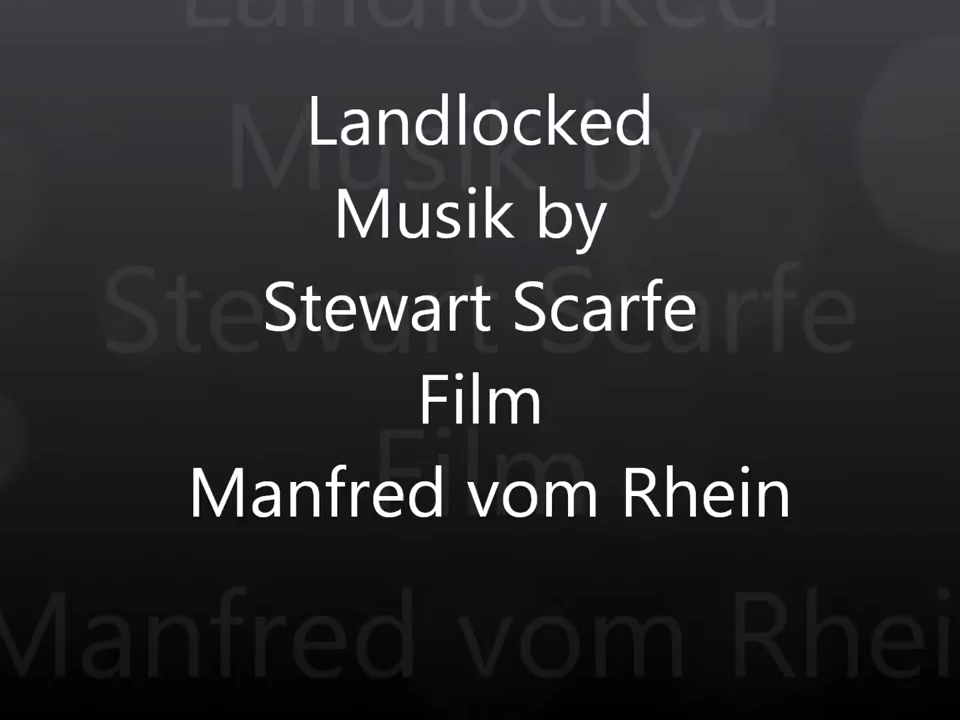 Landlocked
Musik by
Stewart Scarfe
Film
Manfred vom Rhein